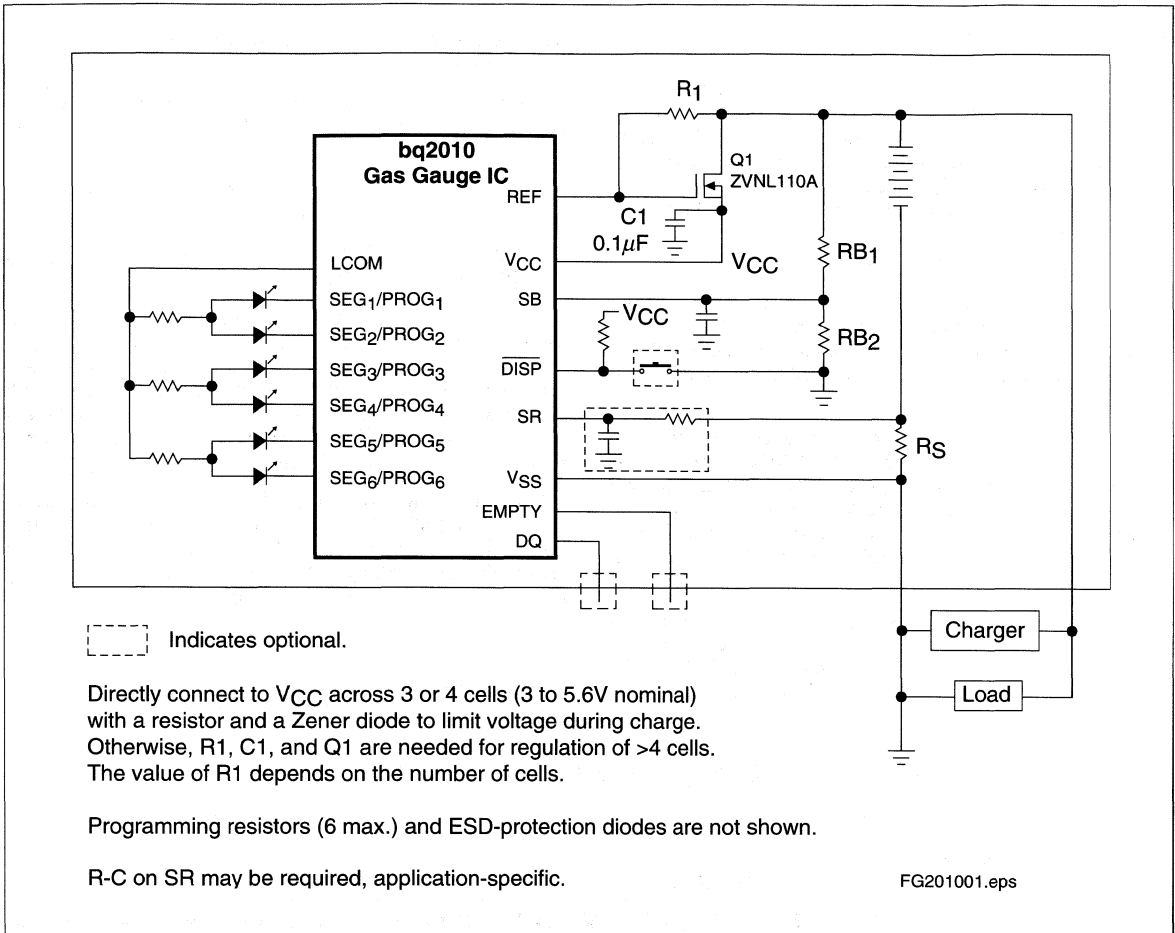 R1
bq2010
Gas Gauge IC
Q1
ZVNL110A
REF
C1
0.1µF
VCC
VCC
RB1
LCOM
SEG1/PROG1
SB
SEG2/PROG2
VCC
RB2
SEG3/PROG3
DISP
SEG4/PROG4
SR
SEG5/PROG5
RS
SEG6/PROG6
VSS
EMPTY
DQ
Indicates optional.
Charger
Load
Directly connect to VCC across 3 or 4 cells (3 to 5.6V nominal)
with a resistor and a Zener diode to limit voltage during charge.
Otherwise, R1, C1, and Q1 are needed for regulation of >4 cells.
The value of R1 depends on the number of cells.
Programming resistors (6 max.) and ESD-protection diodes are not shown.
R-C on SR may be required, application-specific.
FG201001.eps